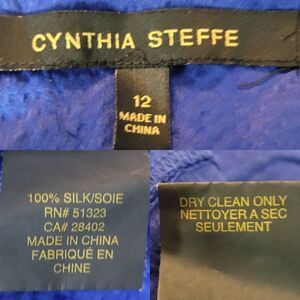 CYNTHIA STEFFE
12
MADE IN
CHINA
100% SILK/SOIE
RN# 51323
CA# 28402
MADE IN CHINA
FABRIQUÉ EN
CHINE
DRY CLEAN ONLY
NETTOYER A SEC
SEULEMENT